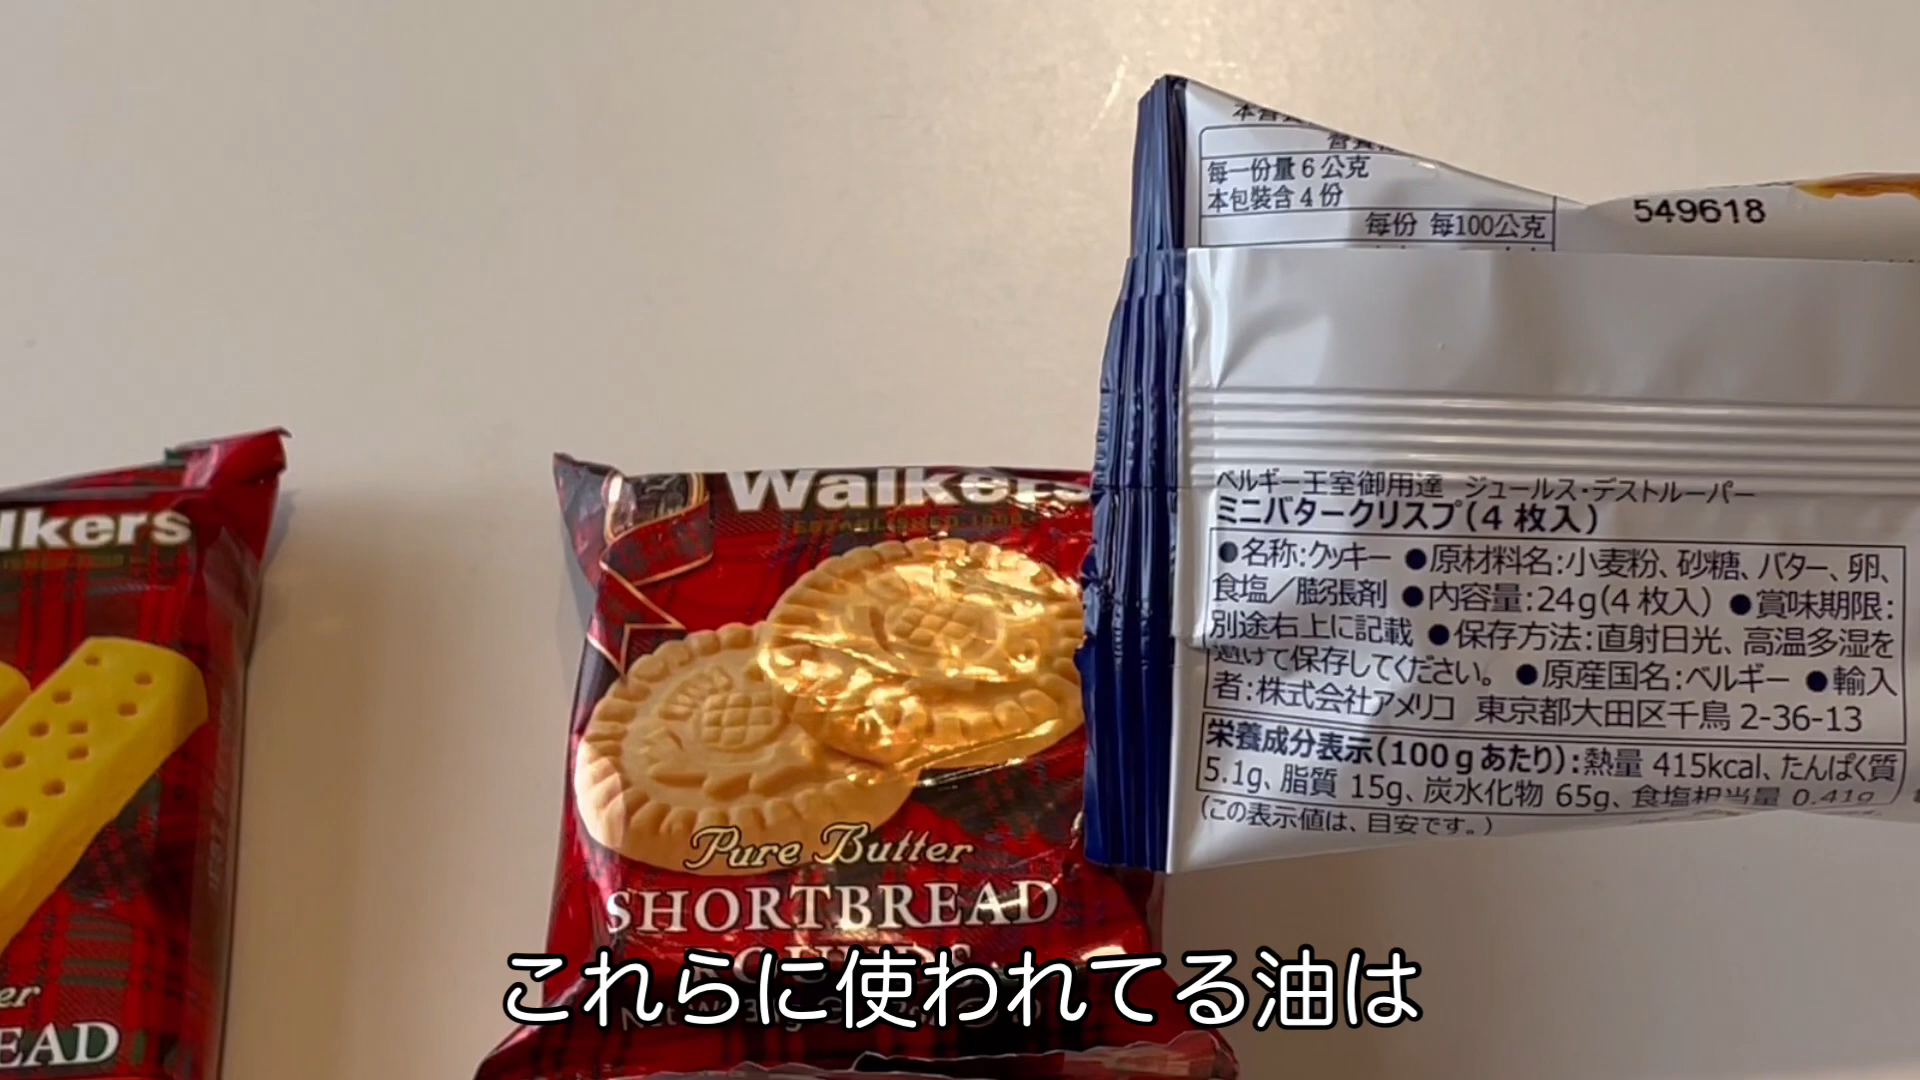 毎一份量 6 公克
本包裝含 4 份
每份 每100公克
549618
lkers
er
EAD
Walkers
ESTABLISHED 1898
Pure Butter
SHORTBREAD
ベルギー王室御用達 ジュールス・デストルーパー
ミニバタークリスプ(4 枚入)
●名称:クッキー ●原材料名:小麦粉、砂糖、バター、卵、
食塩/膨張剤 ●内容量:24g(4 枚入) ●賞味期限:
別途右上に記載 ●保存方法:直射日光、高温多湿を
避けて保存してください。 ●原産国名:ベルギー ●輸入
者:株式会社アメリコ 東京都大田区千鳥 2-36-13
栄養成分表示(100gあたり):熱量 415kcal、たんぱく質
5.1g、脂質 15g、炭水化物 65g、食塩相当量 0.41g
(この表示値は、目安です。)
これらに使われてる油は